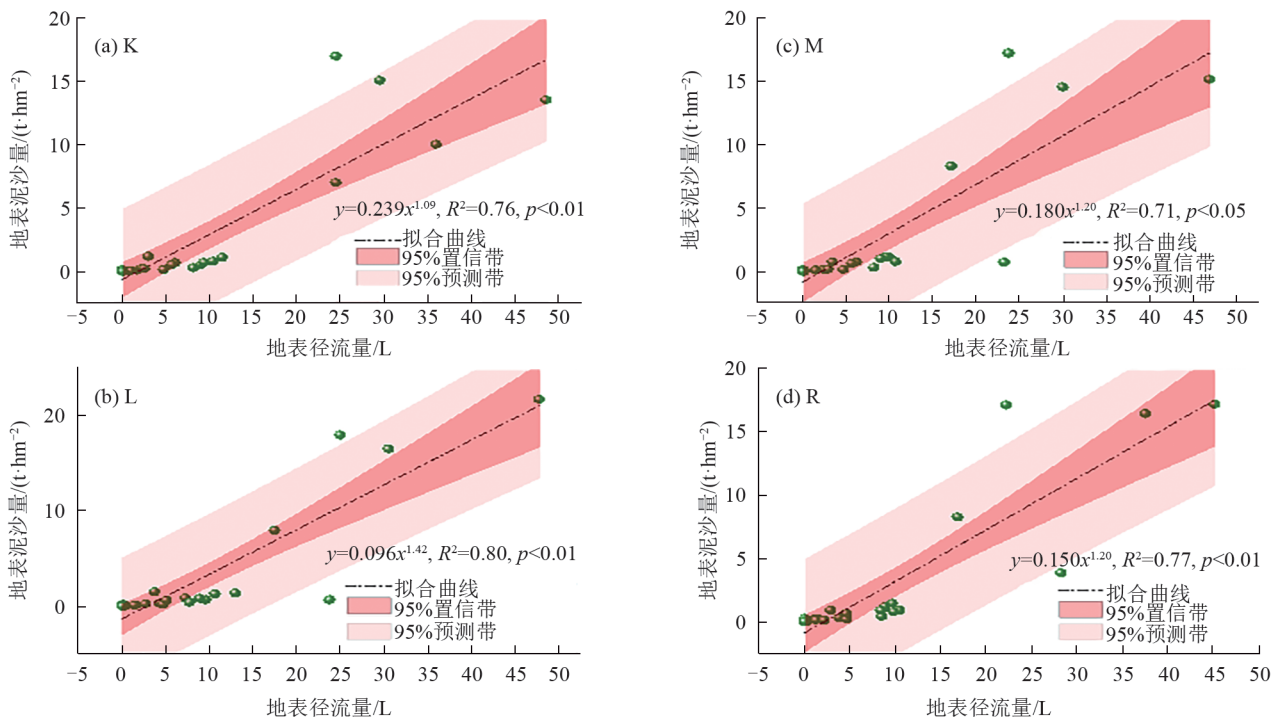 (a) K
地表泥沙量/(t·hm⁻²)
20
15
10
5
0
y=0.239x^1.09, R²=0.76, p<0.01
拟合曲线
95%置信带
95%预测带
−5 0 5 10 15 20 25 30 35 40 45 50
地表径流量/L
(c) M
地表泥沙量/(t·hm⁻²)
20
15
10
5
0
y=0.180x^1.20, R²=0.71, p<0.05
拟合曲线
95%置信带
95%预测带
−5 0 5 10 15 20 25 30 35 40 45 50
地表径流量/L
(b) L
地表泥沙量/(t·hm⁻²)
20
10
0
y=0.096x^1.42, R²=0.80, p<0.01
拟合曲线
95%置信带
95%预测带
−5 0 5 10 15 20 25 30 35 40 45 50
地表径流量/L
(d) R
地表泥沙量/(t·hm⁻²)
20
15
10
5
0
y=0.150x^1.20, R²=0.77, p<0.01
拟合曲线
95%置信带
95%预测带
−5 0 5 10 15 20 25 30 35 40 45 50
地表径流量/L